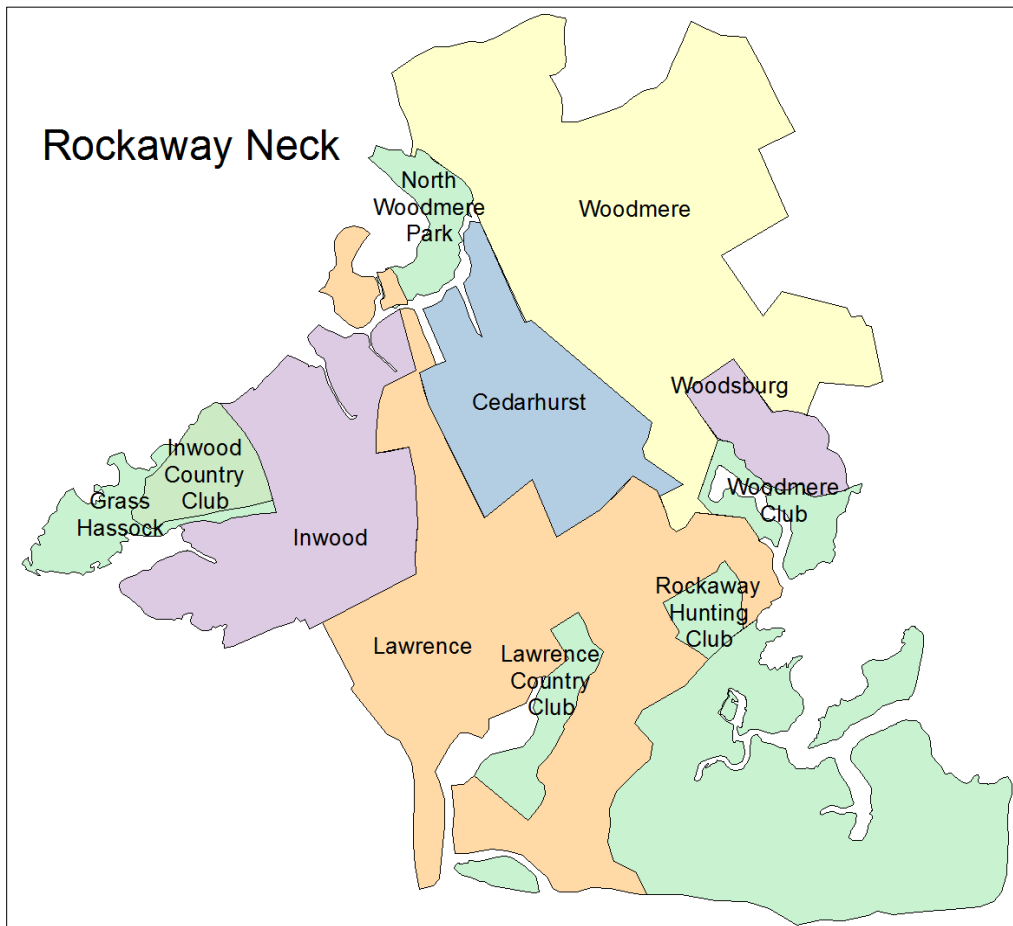 Rockaway Neck
North
Woodmere
Park
Woodmere
Woodsburg
Cedarhurst
Inwood
Country
Club
Grass
Hassock
Woodmere
Club
Inwood
Rockaway
Hunting
Club
Lawrence
Lawrence
Country
Club